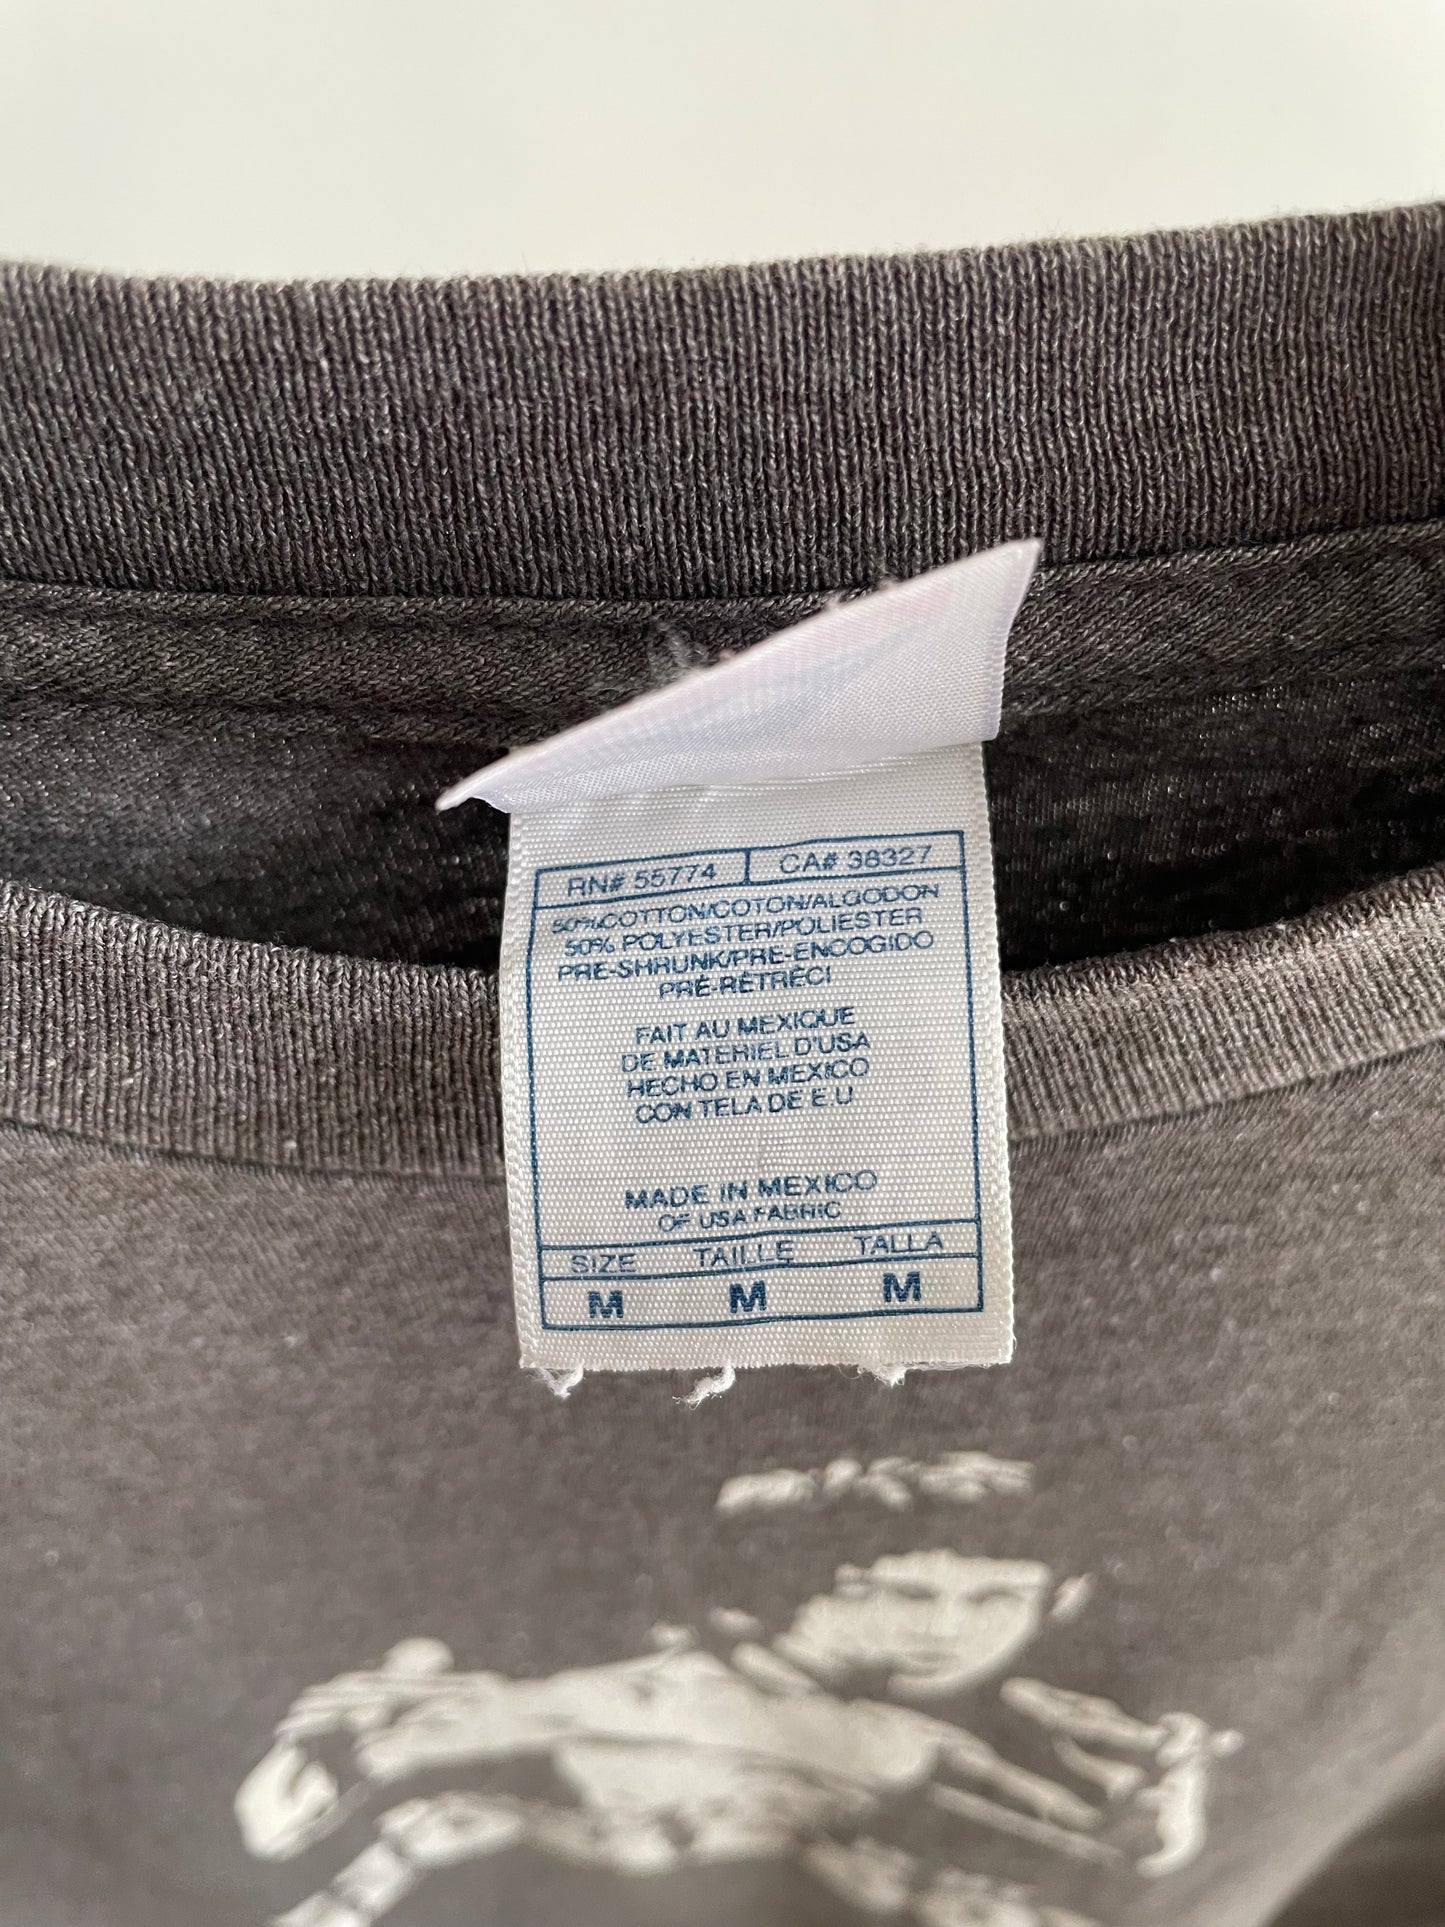 RN# 55774 CA# 38327
50%COTTON/COTON/ALGODON
50% POLYESTER/POLIESTER
PRE-SHRUNK/PRE-ENCOGIDO
PRÉ-RÉTRÉCI
FAIT AU MEXIQUE
DE MATERIEL D'USA
HECHO EN MEXICO
CON TELA DE E.U.
MADE IN MEXICO
OF USA FABRIC
SIZE TAILLE TALLA
M M M